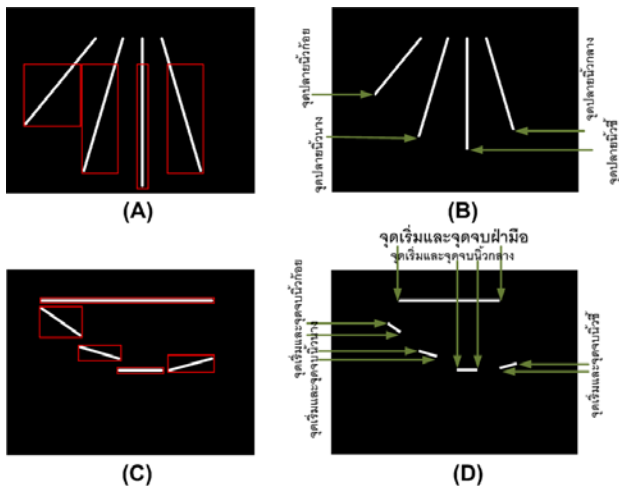 จุดปลายนิ้วก้อย
จุดปลายนิ้วนาง
จุดปลายนิ้วกลาง
จุดปลายนิ้วชี้
(A)
(B)
จุดเริ่มและจุดจบฝ่ามือ
จุดเริ่มและจุดจบนิ้วกลาง
จุดเริ่มและจุดจบนิ้วก้อย
จุดเริ่มและจุดจบนิ้วนาง
จุดเริ่มและจุดจบนิ้วชี้
(C)
(D)